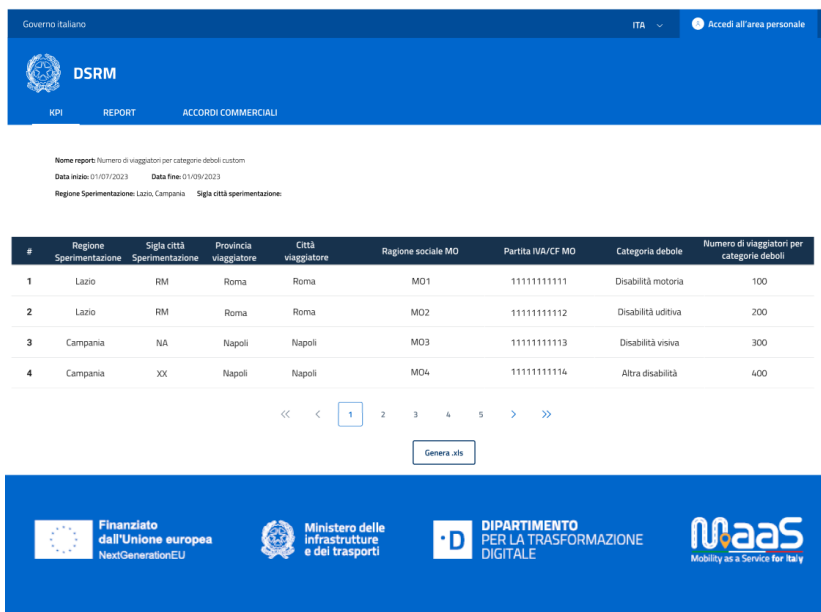 Governo italiano
ITA
A Accedi all'area personale
DSRM
KPI REPORT ACCORDI COMMERCIALI
Nome report: Numero di viaggiatori per categorie deboli custom
Data inizio: 01/07/2023 Data fine: 01/09/2023
Regione Sperimentazione: Lazio, Campania Sigla città sperimentazione:
# Regione Sperimentazione Sigla città Sperimentazione Provincia viaggiatore Città viaggiatore Ragione sociale MO Partita IVA/CF MO Categoria debole Numero di viaggiatori per categorie deboli
1 Lazio RM Roma Roma MO1 11111111111 Disabilità motoria 100
2 Lazio RM Roma Roma MO2 11111111112 Disabilità uditiva 200
3 Campania NA Napoli Napoli MO3 11111111113 Disabilità visiva 300
4 Campania XX Napoli Napoli MO4 11111111114 Altra disabilità 400
<< < 1 2 3 4 5 > >>
Genera .xls
Finanziato
dall'Unione europea
NextGenerationEU
Ministero delle
infrastrutture
e dei trasporti
·D
DIPARTIMENTO
PER LA TRASFORMAZIONE
DIGITALE
MaaS
Mobility as a Service for Italy